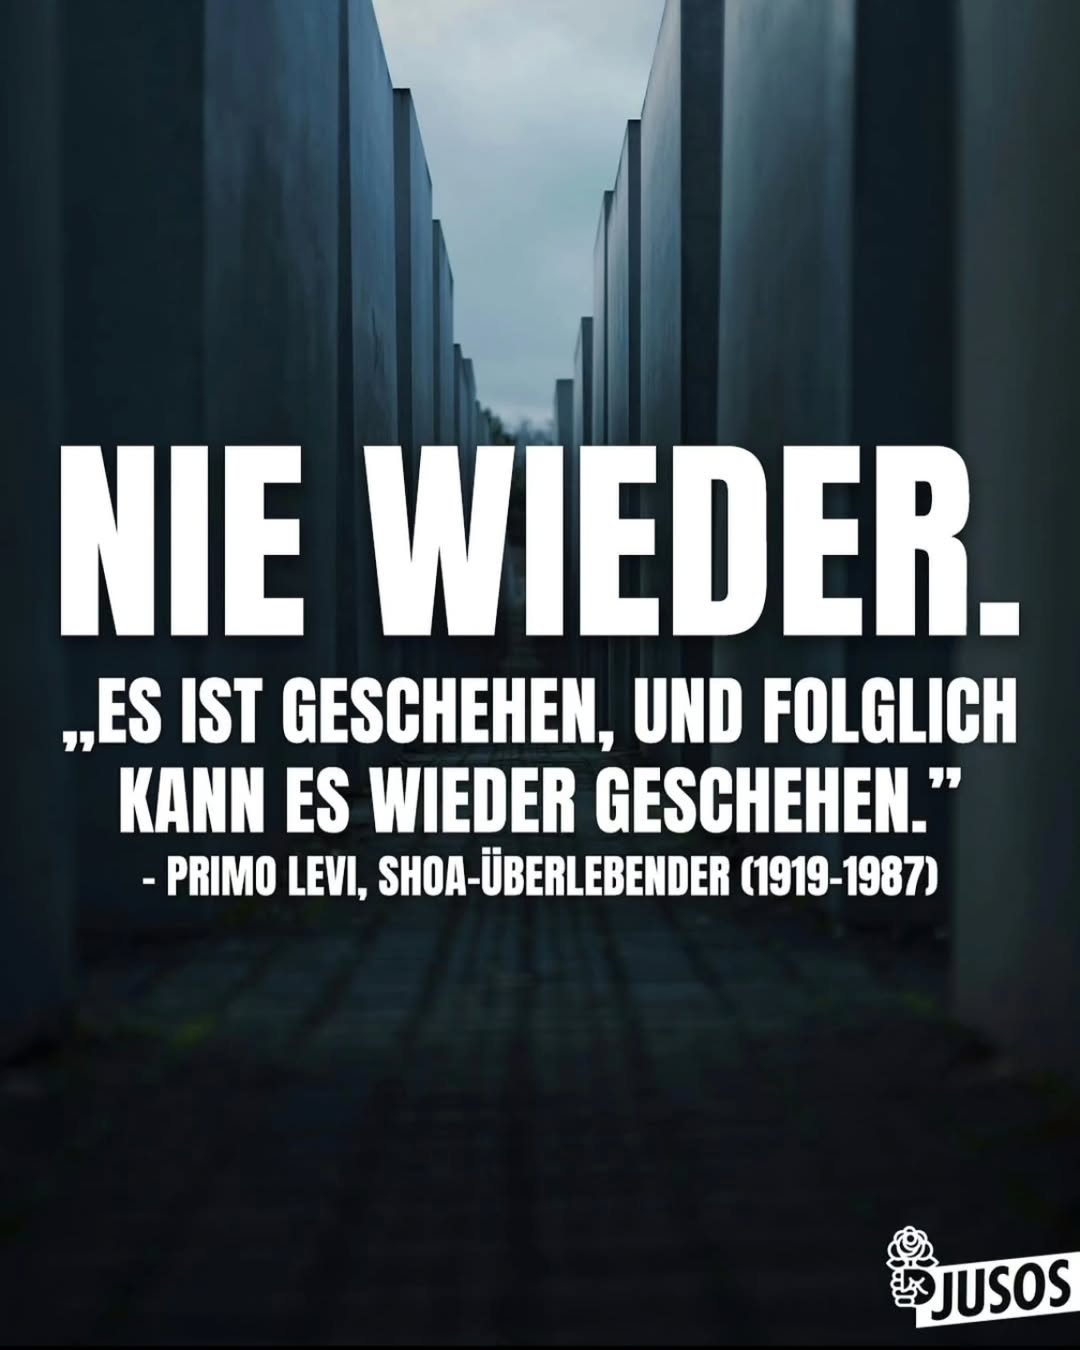 NIE WIEDER.
„ES IST GESCHEHEN, UND FOLGLICH
KANN ES WIEDER GESCHEHEN.”
- PRIMO LEVI, SHOA-ÜBERLEBENDER (1919-1987)
JUSOS